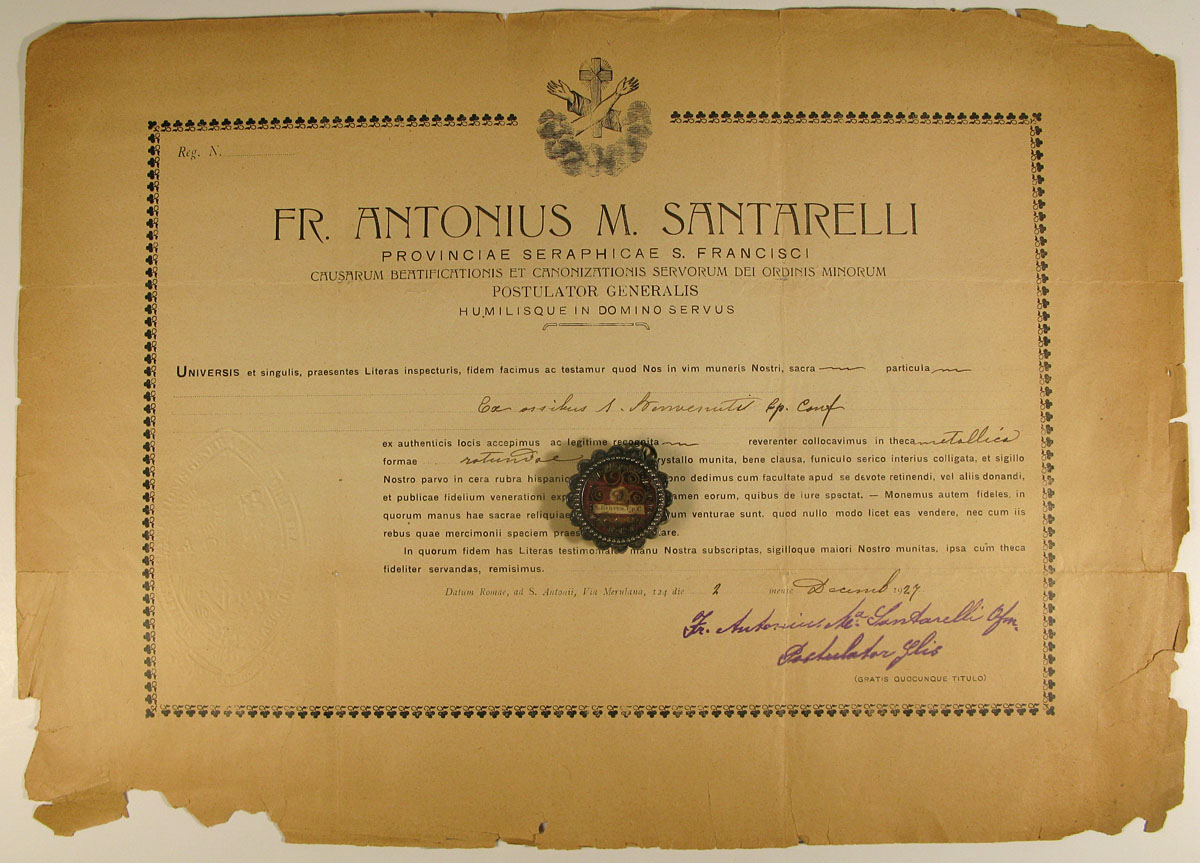 Reg. N.
FR. ANTONIUS M. SANTARELLI
PROVINCIAE SERAPHICAE S. FRANCISCI
CAUSARUM BEATIFICATIONIS ET CANONIZATIONIS SERVORUM DEI ORDINIS MINORUM
POSTULATOR GENERALIS
HUMILISQUE IN DOMINO SERVUS
UNIVERSIS et singulis, praesentes Literas inspecturis, fidem facimus ac testamur quod Nos in vim muneris Nostri, sacra particula
Ex ossibus S. Benvenuti Ep. Conf
ex authenticis locis accepimus ac legitime recognita reverenter collocavimus in theca metallica
formae rotundae crystallo munita, bene clausa, funiculo serico interius colligata, et sigillo
Nostro parvo in cera rubra hispanic dono dedimus cum facultate apud se devote retinendi, vel aliis donandi,
et publicae fidelium venerationi exp tamen eorum, quibus de iure spectat. — Monemus autem fideles, in
quorum manus hae sacrae reliquiae venturae sunt. quod nullo modo licet eas vendere, nec cum iis
rebus quae mercimonii speciem praes
In quorum fidem has Literas testimoniales manu Nostra subscriptas, sigilloque maiori Nostro munitas, ipsa cum theca
fideliter servandas, remisimus.
Datum Romae, ad S. Antonii, Via Merulana, 124 die 2 mense Decemb 1927
Fr. Antonius Mª Santarelli Ofm.
Postulator Glis
(GRATIS QUOCUNQUE TITULO)